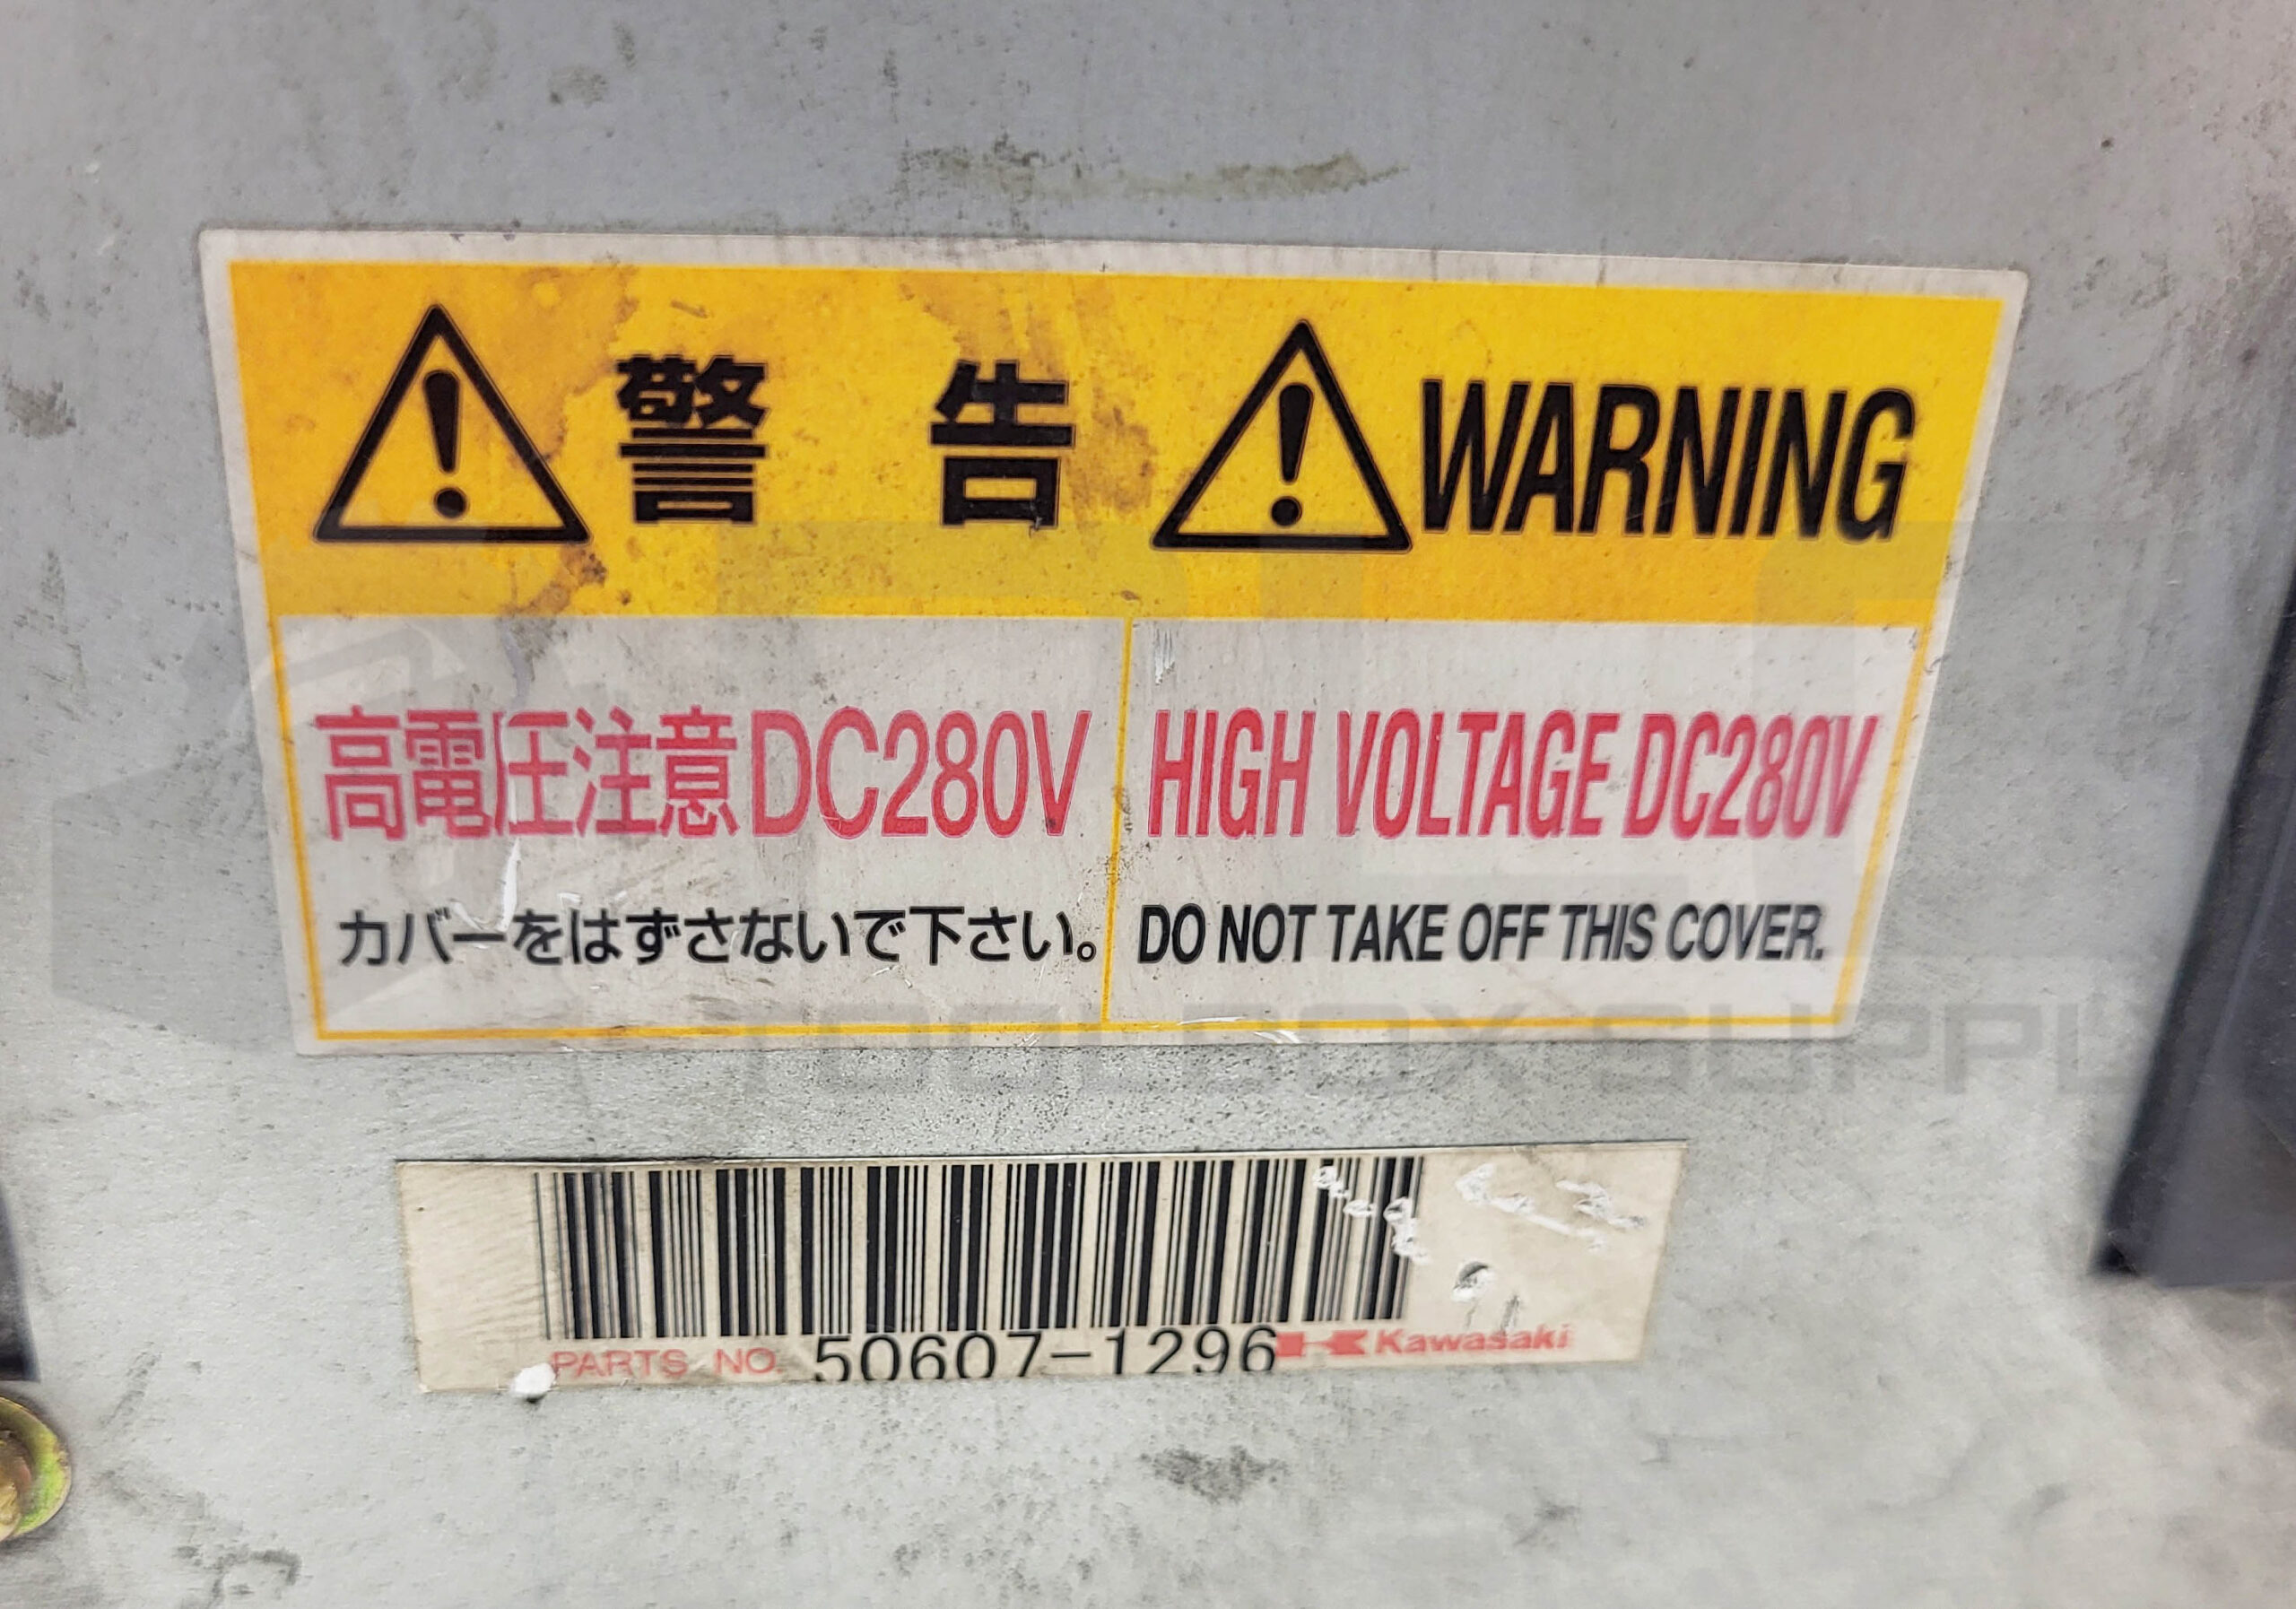 警告
WARNING
高電圧注意DC280V
HIGH VOLTAGE DC280V
カバーをはずさないで下さい。
DO NOT TAKE OFF THIS COVER.
TOOLBOX SUPPLY
PARTS NO. 50607-1296 Kawasaki